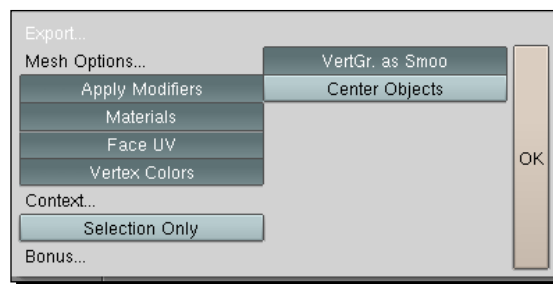 Export...
Mesh Options...
VertGr. as Smoo
Apply Modifiers
Center Objects
Materials
Face UV
Vertex Colors
OK
Context...
Selection Only
Bonus...